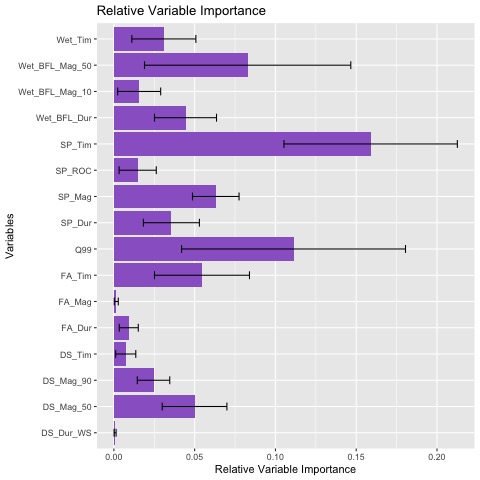 Relative Variable Importance
Variables
Wet_Tim
Wet_BFL_Mag_50
Wet_BFL_Mag_10
Wet_BFL_Dur
SP_Tim
SP_ROC
SP_Mag
SP_Dur
Q99
FA_Tim
FA_Mag
FA_Dur
DS_Tim
DS_Mag_90
DS_Mag_50
DS_Dur_WS
0.00 0.05 0.10 0.15 0.20
Relative Variable Importance